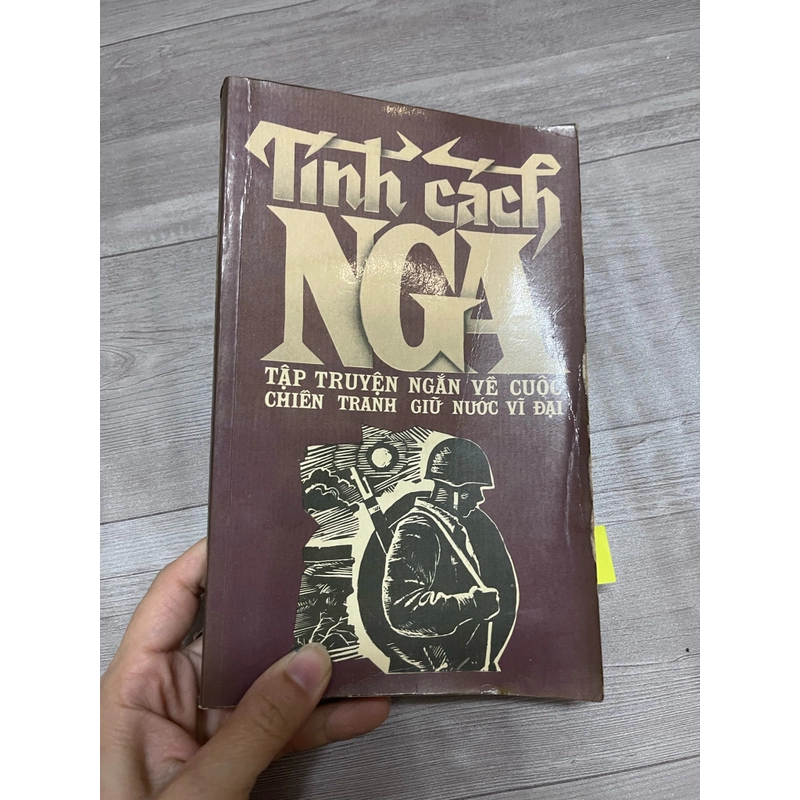 Tính cách
NGA
TẬP TRUYỆN NGẮN VỀ CUỘC
CHIẾN TRANH GIỮ NƯỚC VĨ ĐẠI